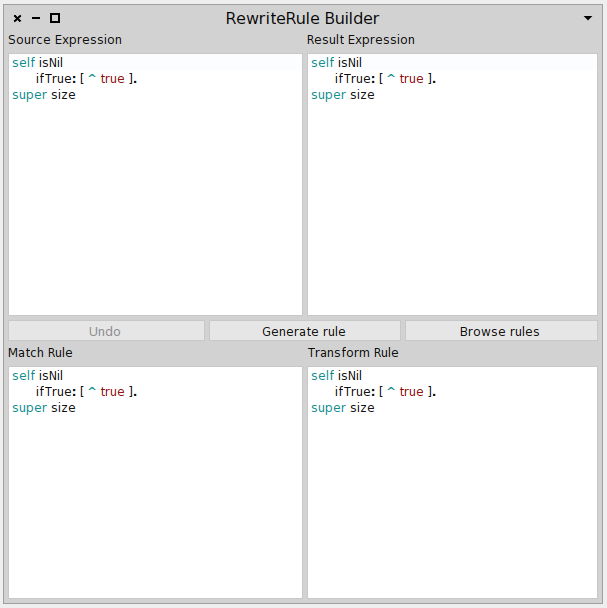 RewriteRule Builder
Source Expression
Result Expression
self isNil
ifTrue: [ ^ true ].
super size
self isNil
ifTrue: [ ^ true ].
super size
Undo
Generate rule
Browse rules
Match Rule
Transform Rule
self isNil
ifTrue: [ ^ true ].
super size
self isNil
ifTrue: [ ^ true ].
super size